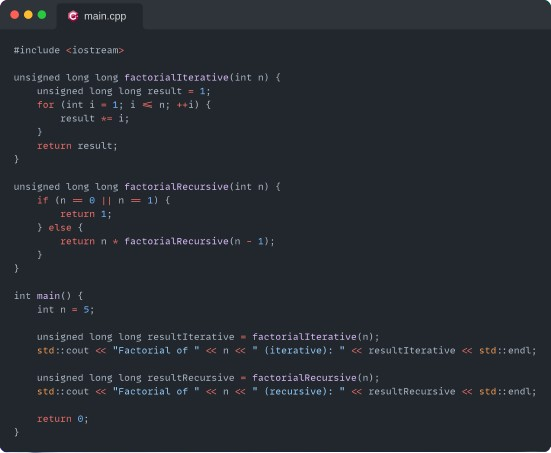 main.cpp
#include <iostream>
unsigned long long factorialIterative(int n) {
    unsigned long long result = 1;
    for (int i = 1; i <= n; ++i) {
        result *= i;
    }
    return result;
}
unsigned long long factorialRecursive(int n) {
    if (n == 0 || n == 1) {
        return 1;
    } else {
        return n * factorialRecursive(n - 1);
    }
}
int main() {
    int n = 5;
    unsigned long long resultIterative = factorialIterative(n);
    std::cout << "Factorial of " << n << " (iterative): " << resultIterative << std::endl;
    unsigned long long resultRecursive = factorialRecursive(n);
    std::cout << "Factorial of " << n << " (recursive): " << resultRecursive << std::endl;
    return 0;
}